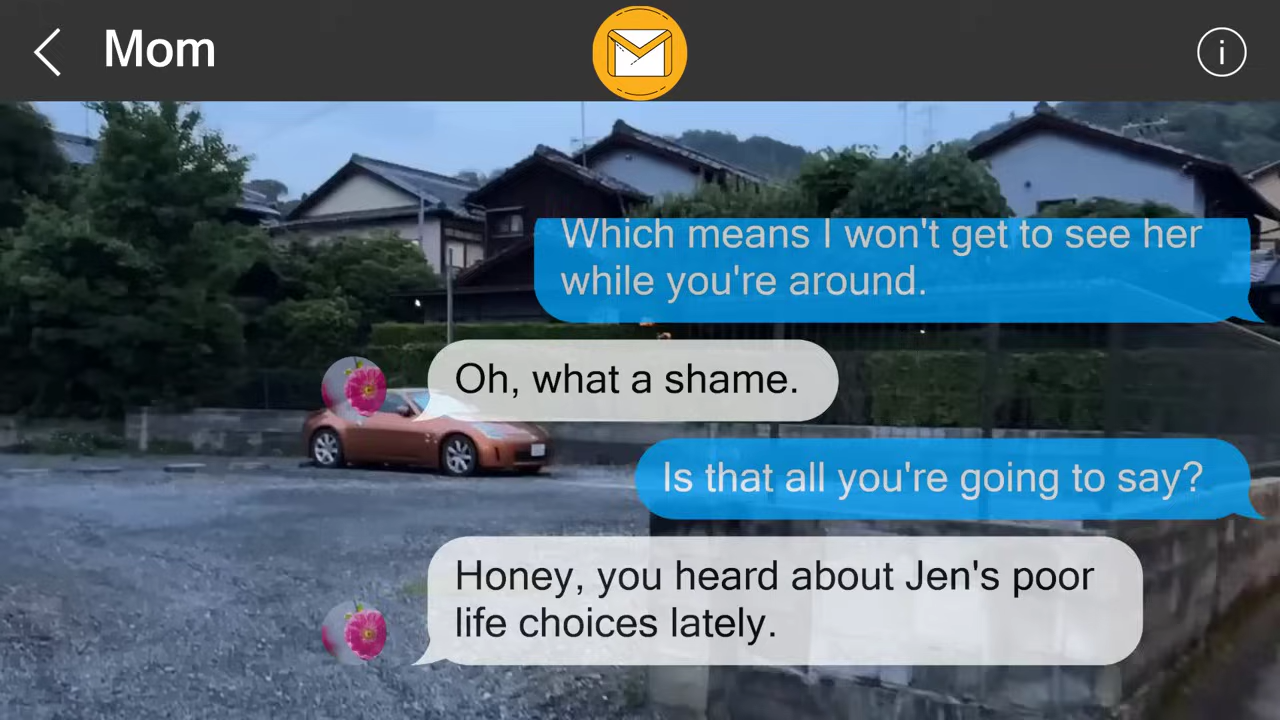 Mom
i
Which means I won't get to see her
while you're around.
Oh, what a shame.
Is that all you're going to say?
Honey, you heard about Jen's poor
life choices lately.